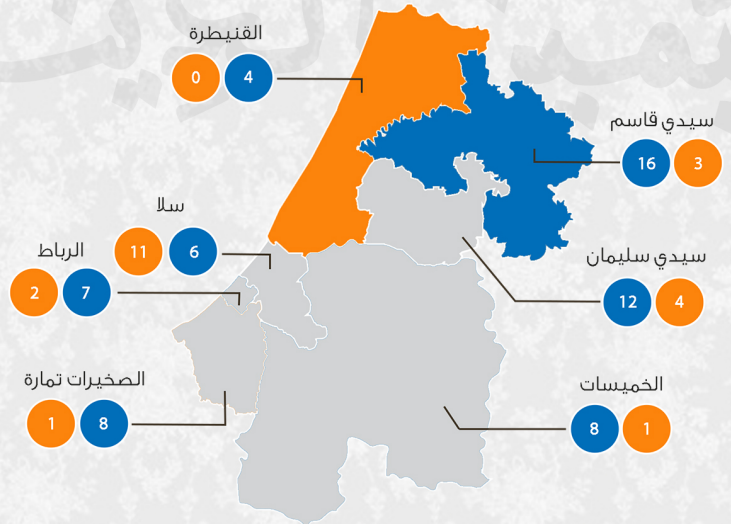 القنيطرة
0 4
سيدي قاسم
16 3
سلا
11 6
الرباط
2 7
سيدي سليمان
12 4
الصخيرات تمارة
1 8
الخميسات
8 1